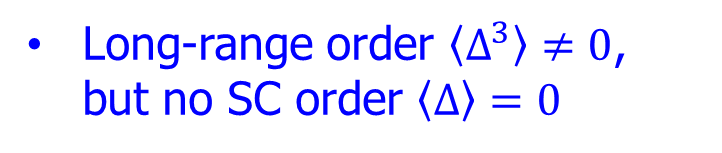 • Long-range order ⟨Δ³⟩ ≠ 0,
but no SC order ⟨Δ⟩ = 0